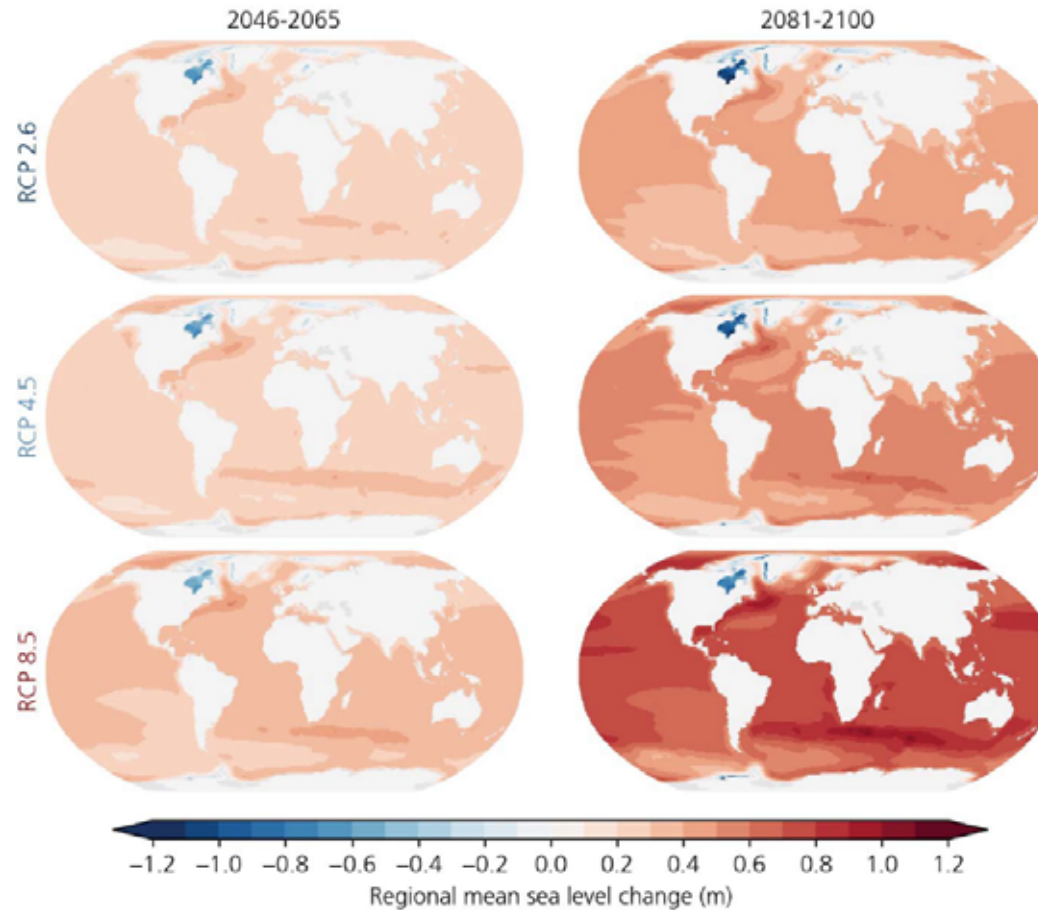 2046-2065 2081-2100
RCP 2.6
RCP 4.5
RCP 8.5
−1.2 −1.0 −0.8 −0.6 −0.4 −0.2 0.0 0.2 0.4 0.6 0.8 1.0 1.2
Regional mean sea level change (m)